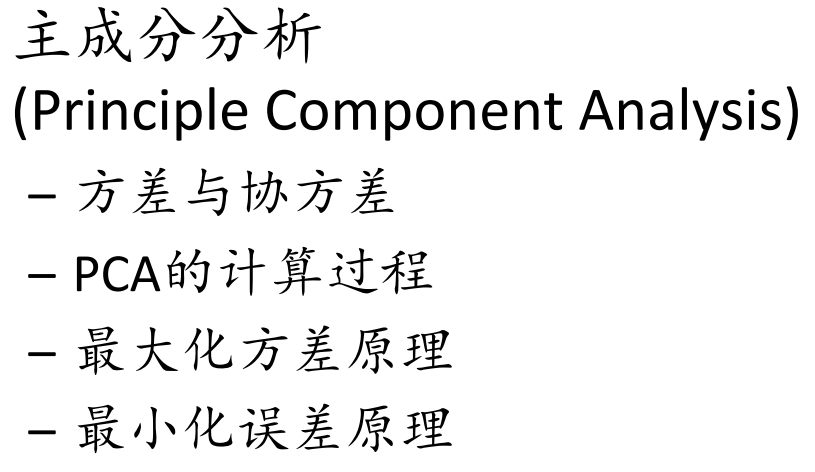 主成分分析
(Principle Component Analysis)
– 方差与协方差
– PCA的计算过程
– 最大化方差原理
– 最小化误差原理